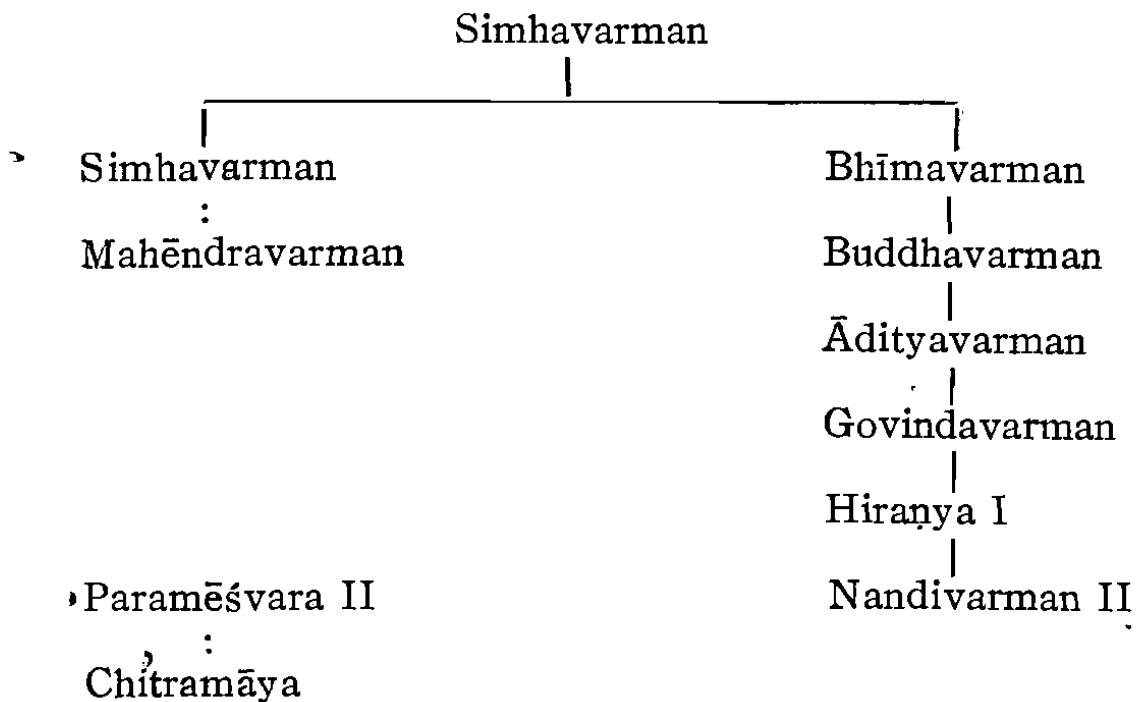 Simhavarman
Simhavarman Bhīmavarman
:
Mahēndravarman Buddhavarman
Ādityavarman
Govindavarman
Hiraṇya I
Paramēśvara II Nandivarman II
:
Chitramāya